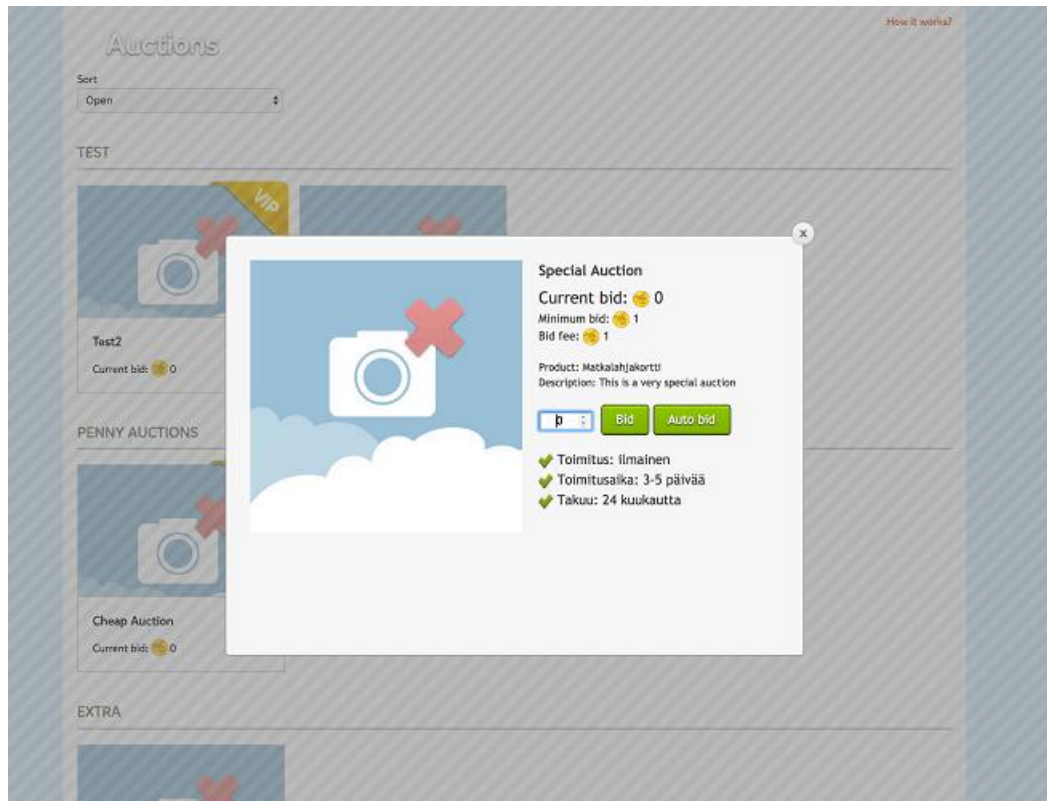 How it works?
Auctions
Sort
Open
TEST
VIP
Test2
Current bid: 0
PENNY AUCTIONS
Cheap Auction
Current bid: 0
EXTRA
x
Special Auction
Current bid: 0
Minimum bid: 1
Bid fee: 1
Product: Matkalahjakortti
Description: This is a very special auction
0
Bid
Auto bid
Toimitus: ilmainen
Toimitusaika: 3-5 päivää
Takuu: 24 kuukautta